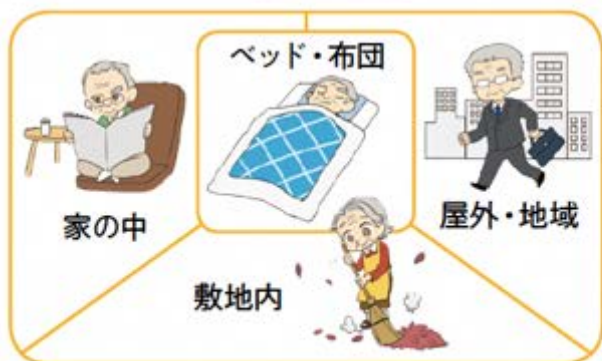 ベッド・布団
家の中
屋外・地域
敷地内